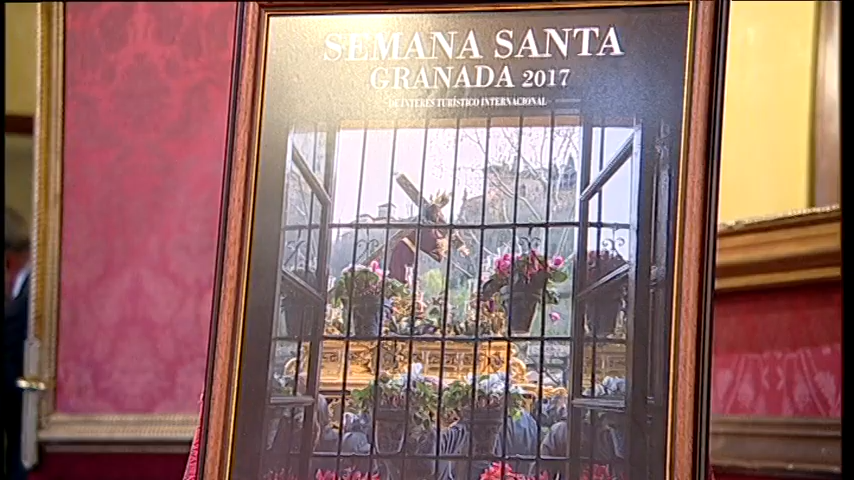 SEMANA SANTA
GRANADA 2017
DE INTERÉS TURÍSTICO INTERNACIONAL